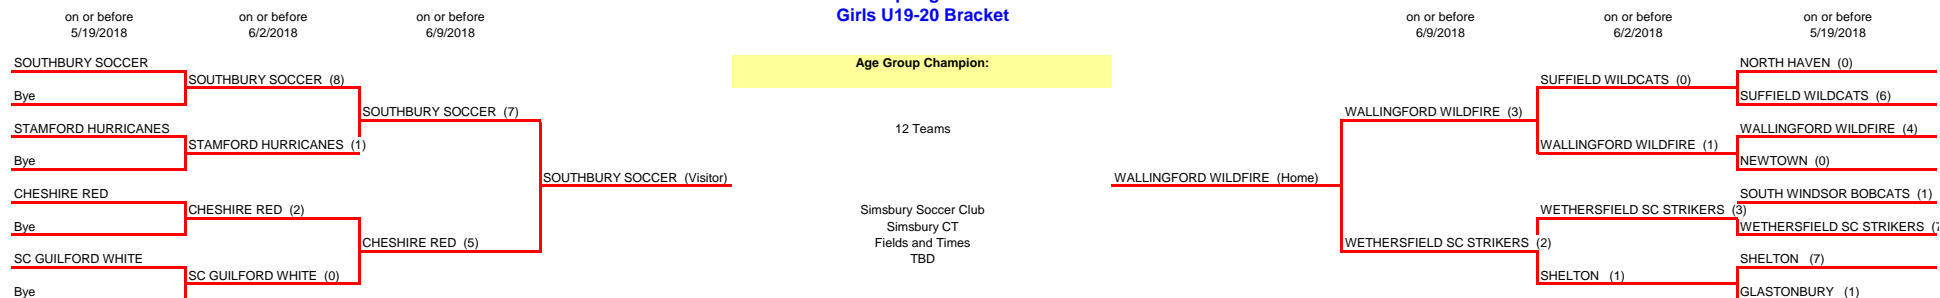 Girls U19-20 Bracket
on or before
5/19/2018
on or before
6/2/2018
on or before
6/9/2018
on or before
6/9/2018
on or before
6/2/2018
on or before
5/19/2018
SOUTHBURY SOCCER
Bye
STAMFORD HURRICANES
Bye
CHESHIRE RED
Bye
SC GUILFORD WHITE
Bye
SOUTHBURY SOCCER (8)
STAMFORD HURRICANES (1)
CHESHIRE RED (2)
SC GUILFORD WHITE (0)
SOUTHBURY SOCCER (7)
CHESHIRE RED (5)
SOUTHBURY SOCCER (Visitor)
Age Group Champion:
12 Teams
Simsbury Soccer Club
Simsbury CT
Fields and Times
TBD
WALLINGFORD WILDFIRE (Home)
WALLINGFORD WILDFIRE (3)
WETHERSFIELD SC STRIKERS (2)
SUFFIELD WILDCATS (0)
WALLINGFORD WILDFIRE (1)
WETHERSFIELD SC STRIKERS (3)
SHELTON (1)
NORTH HAVEN (0)
SUFFIELD WILDCATS (6)
WALLINGFORD WILDFIRE (4)
NEWTOWN (0)
SOUTH WINDSOR BOBCATS (1)
WETHERSFIELD SC STRIKERS (7
SHELTON (7)
GLASTONBURY (1)